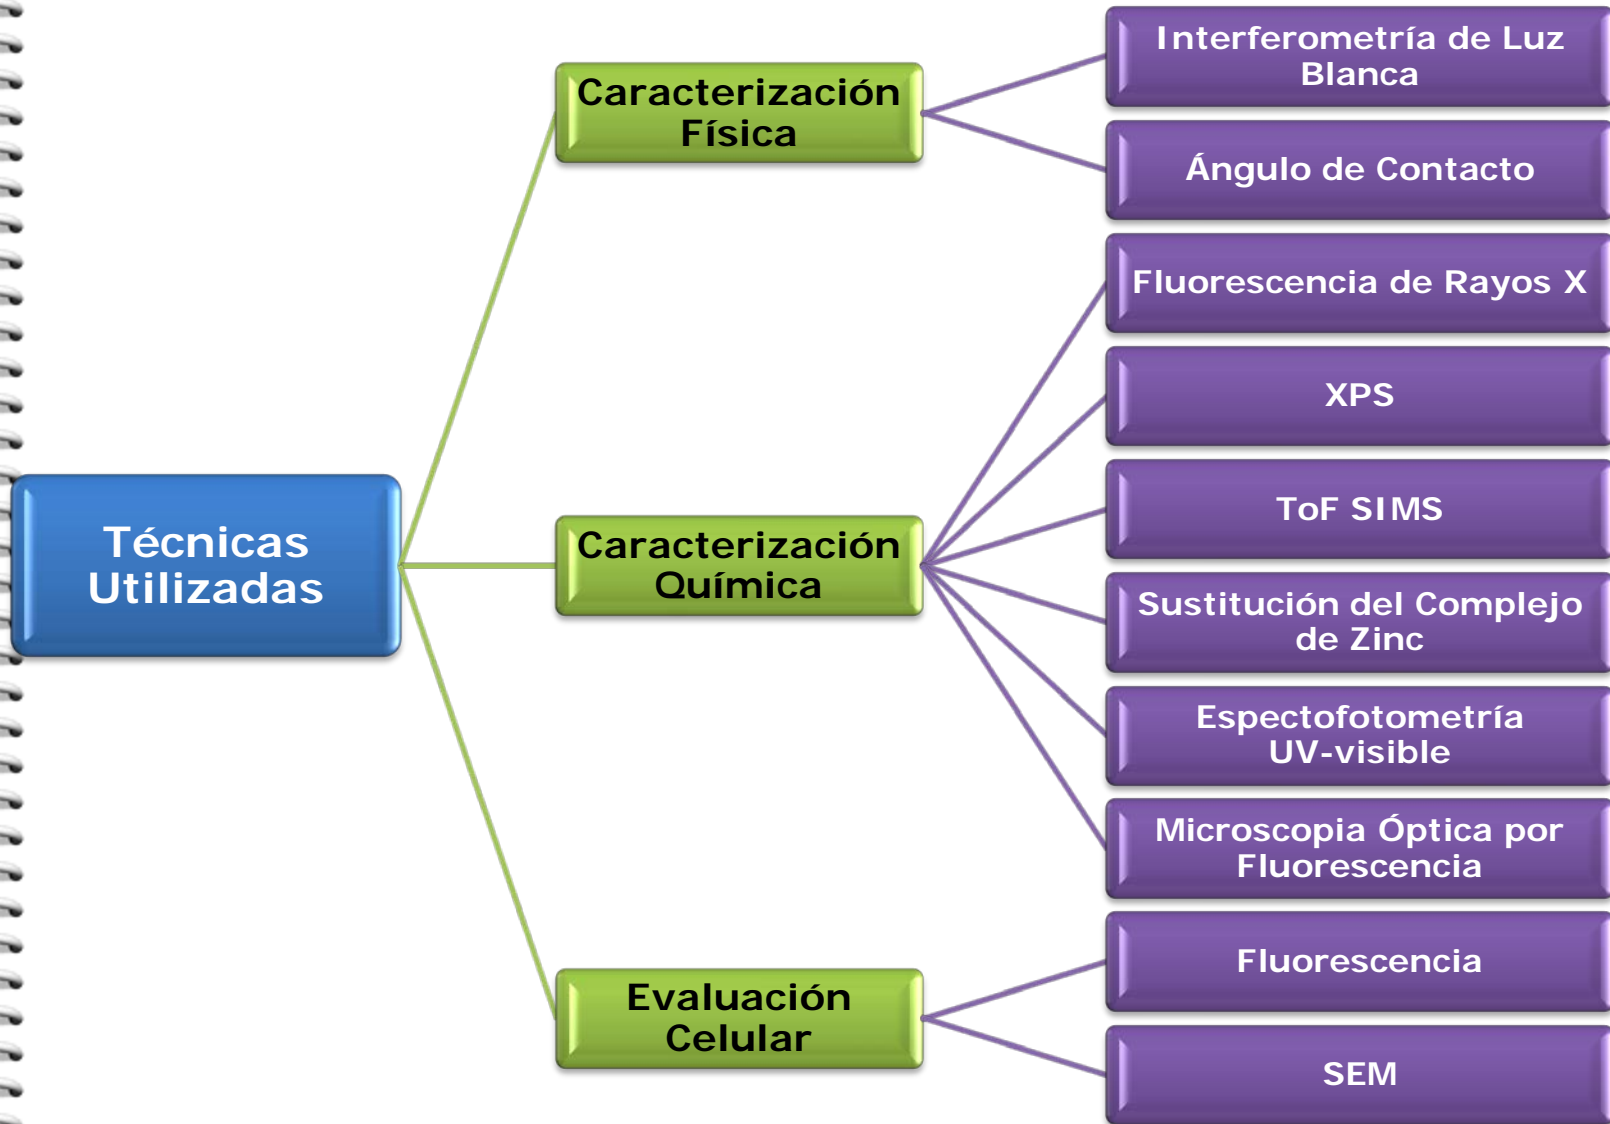 Técnicas
Utilizadas
Caracterización
Física
Interferometría de Luz
Blanca
Ángulo de Contacto
Caracterización
Química
Fluorescencia de Rayos X
XPS
ToF SIMS
Sustitución del Complejo
de Zinc
Espectofotometría
UV-visible
Microscopia Óptica por
Fluorescencia
Evaluación
Celular
Fluorescencia
SEM